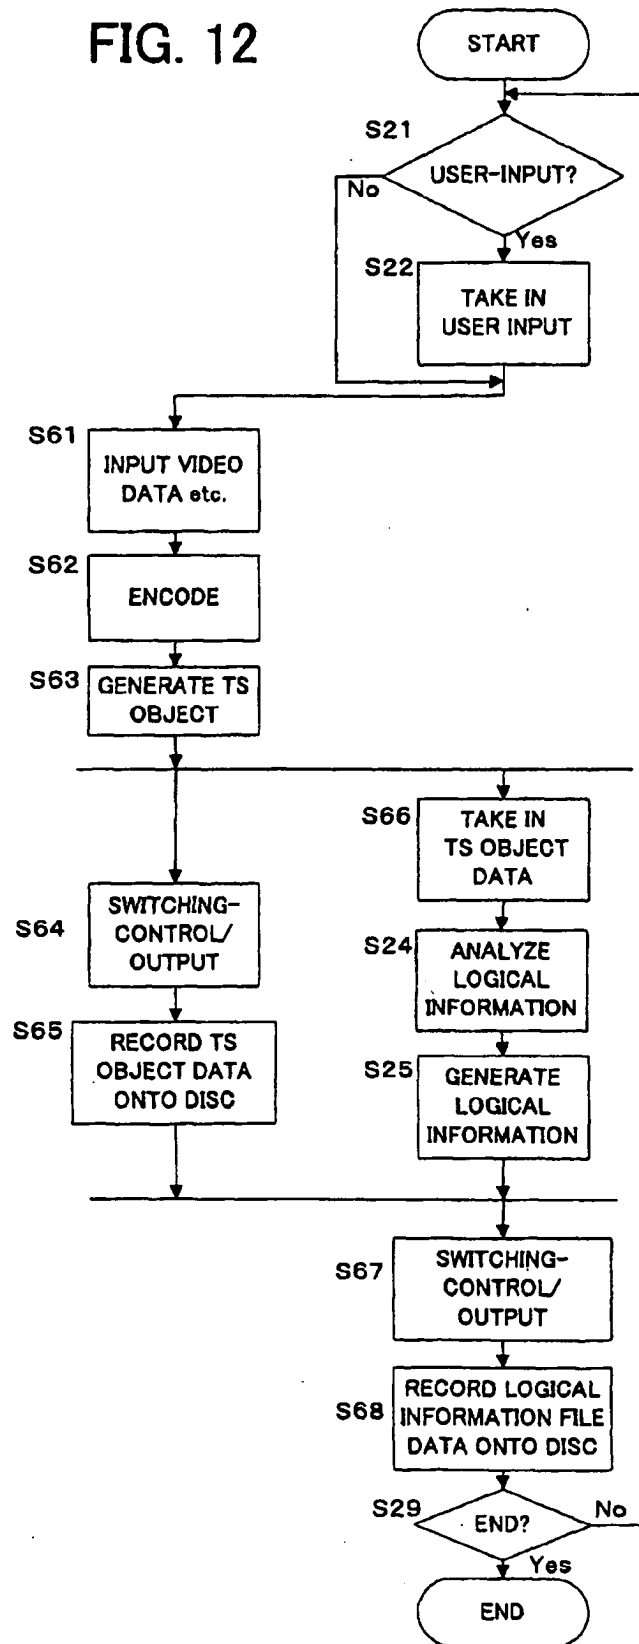 FIG. 12
START
S21
USER-INPUT?
No
Yes
S22
TAKE IN
USER INPUT
S61
INPUT VIDEO
DATA etc.
S62
ENCODE
S63
GENERATE TS
OBJECT
S66
TAKE IN
TS OBJECT
DATA
S64
SWITCHING-
CONTROL/
OUTPUT
S24
ANALYZE
LOGICAL
INFORMATION
S65
RECORD TS
OBJECT DATA
ONTO DISC
S25
GENERATE
LOGICAL
INFORMATION
S67
SWITCHING-
CONTROL/
OUTPUT
S68
RECORD LOGICAL
INFORMATION FILE
DATA ONTO DISC
S29
END?
No
Yes
END